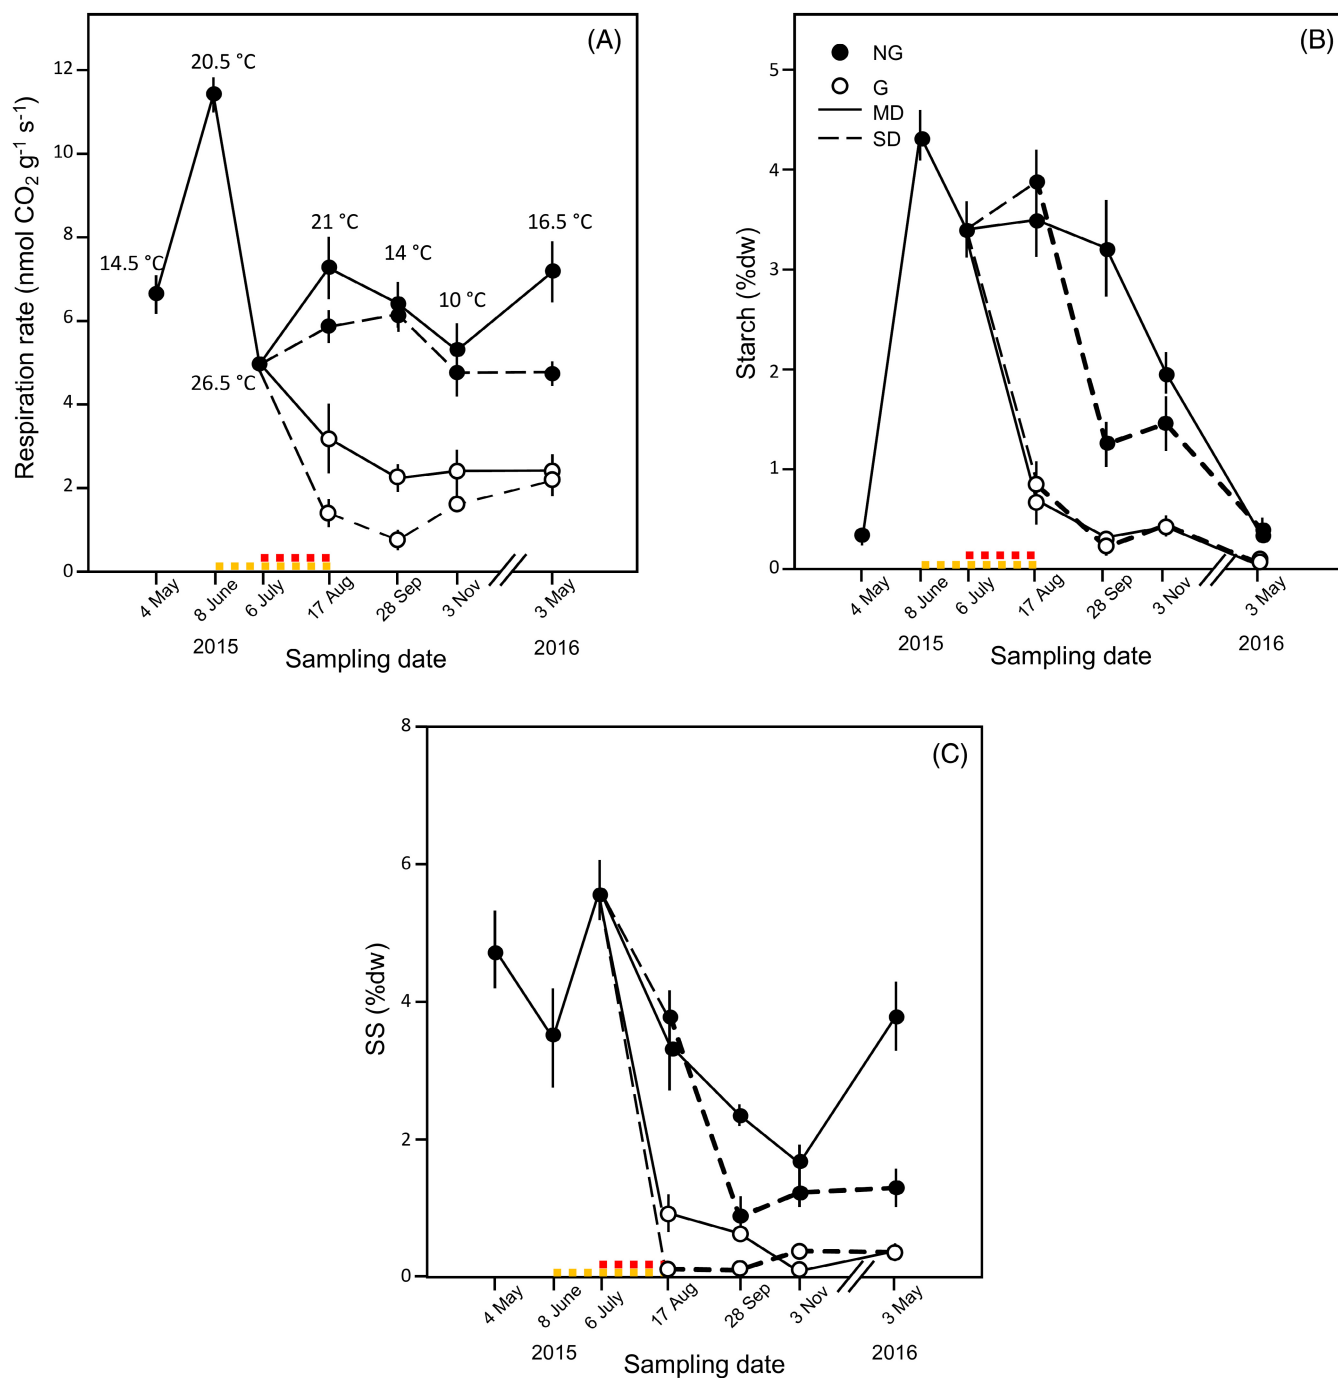 (A)
12
10
8
6
4
2
0
Respiration rate (nmol CO₂ g⁻¹ s⁻¹)
14.5 °C
20.5 °C
26.5 °C
21 °C
14 °C
10 °C
16.5 °C
4 May
8 June
6 July
17 Aug
28 Sep
3 Nov
3 May
2015
2016
Sampling date
(B)
NG
G
MD
SD
5
4
3
2
1
0
Starch (%dw)
4 May
8 June
6 July
17 Aug
28 Sep
3 Nov
3 May
2015
2016
Sampling date
(C)
8
6
4
2
0
SS (%dw)
4 May
8 June
6 July
17 Aug
28 Sep
3 Nov
3 May
2015
2016
Sampling date